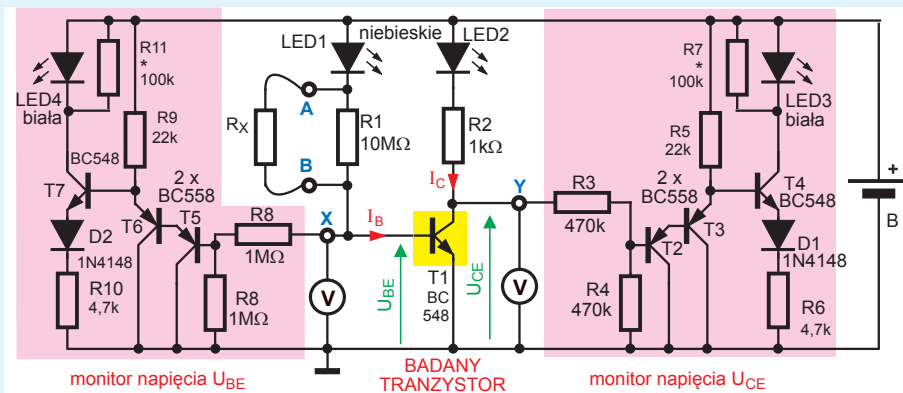 niebieskie
LED1
LED2
R11
*
100k
LED4
biała
R9
22k
BC548
T7
2 x
BC558
T6
T5
D2
1N4148
R10
4,7k
R8
1MΩ
R8
1MΩ
monitor napięcia UBE
A
RX
R1
10MΩ
B
X
IB
V
UBE
R2
1kΩ
IC
Y
T1
BC
548
UCE
V
BADANY
TRANZYSTOR
R3
470k
R4
470k
R7
*
100k
LED3
biała
R5
22k
2 x
BC558
T2
T3
T4
BC548
D1
1N4148
R6
4,7k
monitor napięcia UCE
+
B